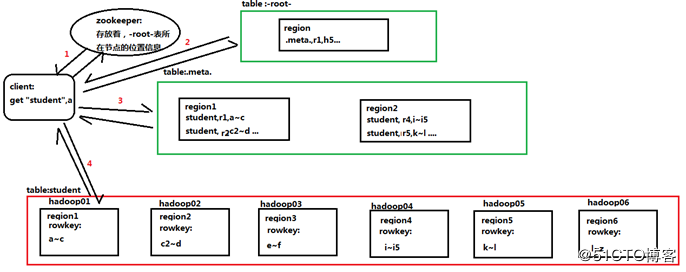 zookeeper:
存放着，-root-表所
在节点的位置信息
1
2
table :-root-
region
.meta.,r1,h5...
client:
get "student",a
3
table:.meta.
region1
student,r1,a~c
student, r2c2~d ...
region2
student, r4,i~i5
student,r5,k~l ....
4
table:student
hadoop01
region1
rowkey:
a~c
hadoop02
region2
rowkey:
c2~d
hadoop03
region3
rowkey:
e~f
hadoop04
region4
rowkey:
i~i5
hadoop05
region5
rowkey:
k~l
hadoop06
region6
rowkey:
@51CTO博客